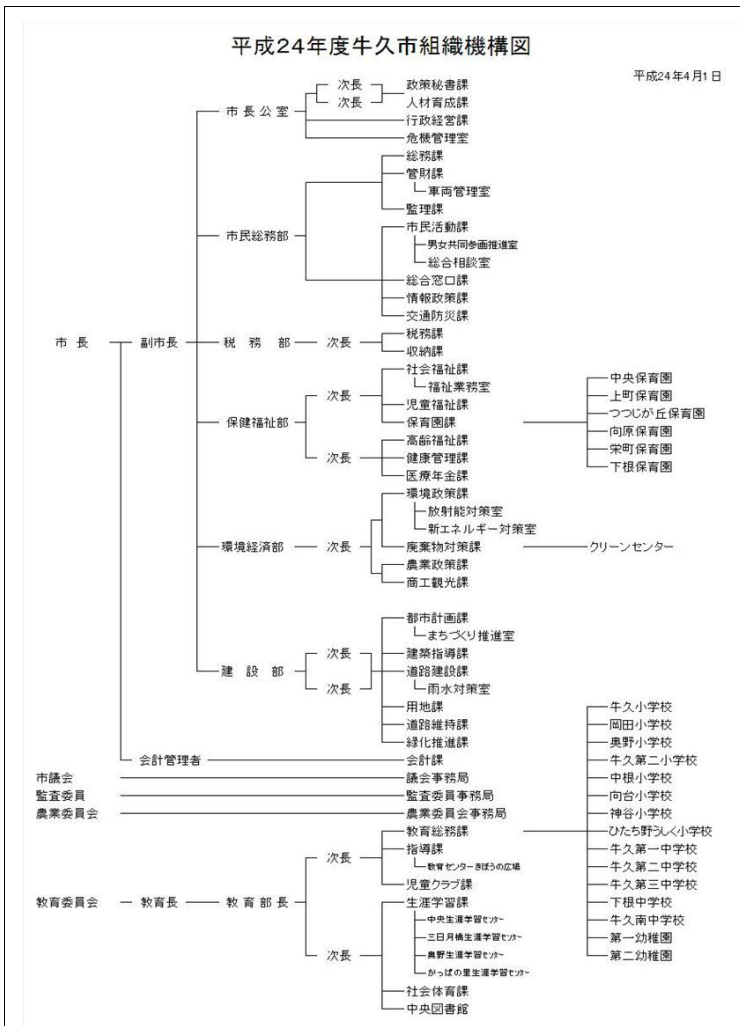 平成24年度牛久市組織機構図
平成24年4月1日
市長
副市長
市長公室
次長
次長
政策秘書課
人材育成課
行政経営課
危機管理室
市民総務部
総務課
管財課
車両管理室
監理課
市民活動課
男女共同参画推進室
総合相談室
総合窓口課
情報政策課
交通防災課
税務部
次長
税務課
収納課
保健福祉部
次長
社会福祉課
福祉業務室
児童福祉課
保育園課
中央保育園
上町保育園
つつじが丘保育園
向原保育園
栄町保育園
下根保育園
次長
高齢福祉課
健康管理課
医療年金課
環境経済部
次長
環境政策課
放射能対策室
新エネルギー対策室
廃棄物対策課
クリーンセンター
農業政策課
商工観光課
建設部
次長
次長
都市計画課
まちづくり推進室
建築指導課
道路建設課
雨水対策室
用地課
道路維持課
緑化推進課
会計管理者
会計課
市議会
議会事務局
監査委員
監査委員事務局
農業委員会
農業委員会事務局
教育委員会
教育長
教育部長
次長
教育総務課
指導課
教育センターきぼうの広場
児童クラブ課
牛久小学校
岡田小学校
奥野小学校
牛久第二小学校
中根小学校
向台小学校
神谷小学校
ひたち野うしく小学校
牛久第一中学校
牛久第二中学校
牛久第三中学校
下根中学校
牛久南中学校
第一幼稚園
第二幼稚園
次長
生涯学習課
中央生涯学習センター
三日月橋生涯学習センター
奥野生涯学習センター
かっぱの里生涯学習センター
社会体育課
中央図書館